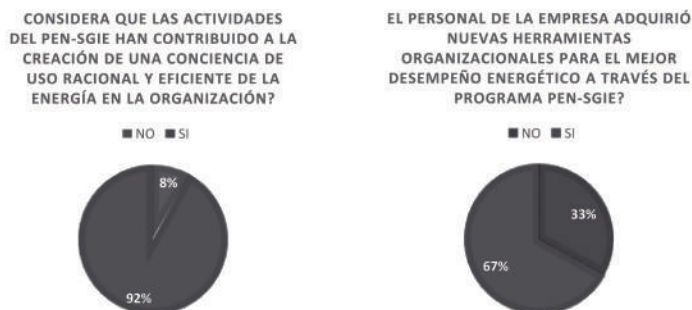 CONSIDERA QUE LAS ACTIVIDADES
DEL PEN-SGIE HAN CONTRIBUIDO A LA
CREACIÓN DE UNA CONCIENCIA DE
USO RACIONAL Y EFICIENTE DE LA
ENERGÍA EN LA ORGANIZACIÓN?
NO SI
8%
92%
EL PERSONAL DE LA EMPRESA ADQUIRIÓ
NUEVAS HERRAMIENTAS
ORGANIZACIONALES PARA EL MEJOR
DESEMPEÑO ENERGÉTICO A TRAVÉS DEL
PROGRAMA PEN-SGIE?
NO SI
33%
67%